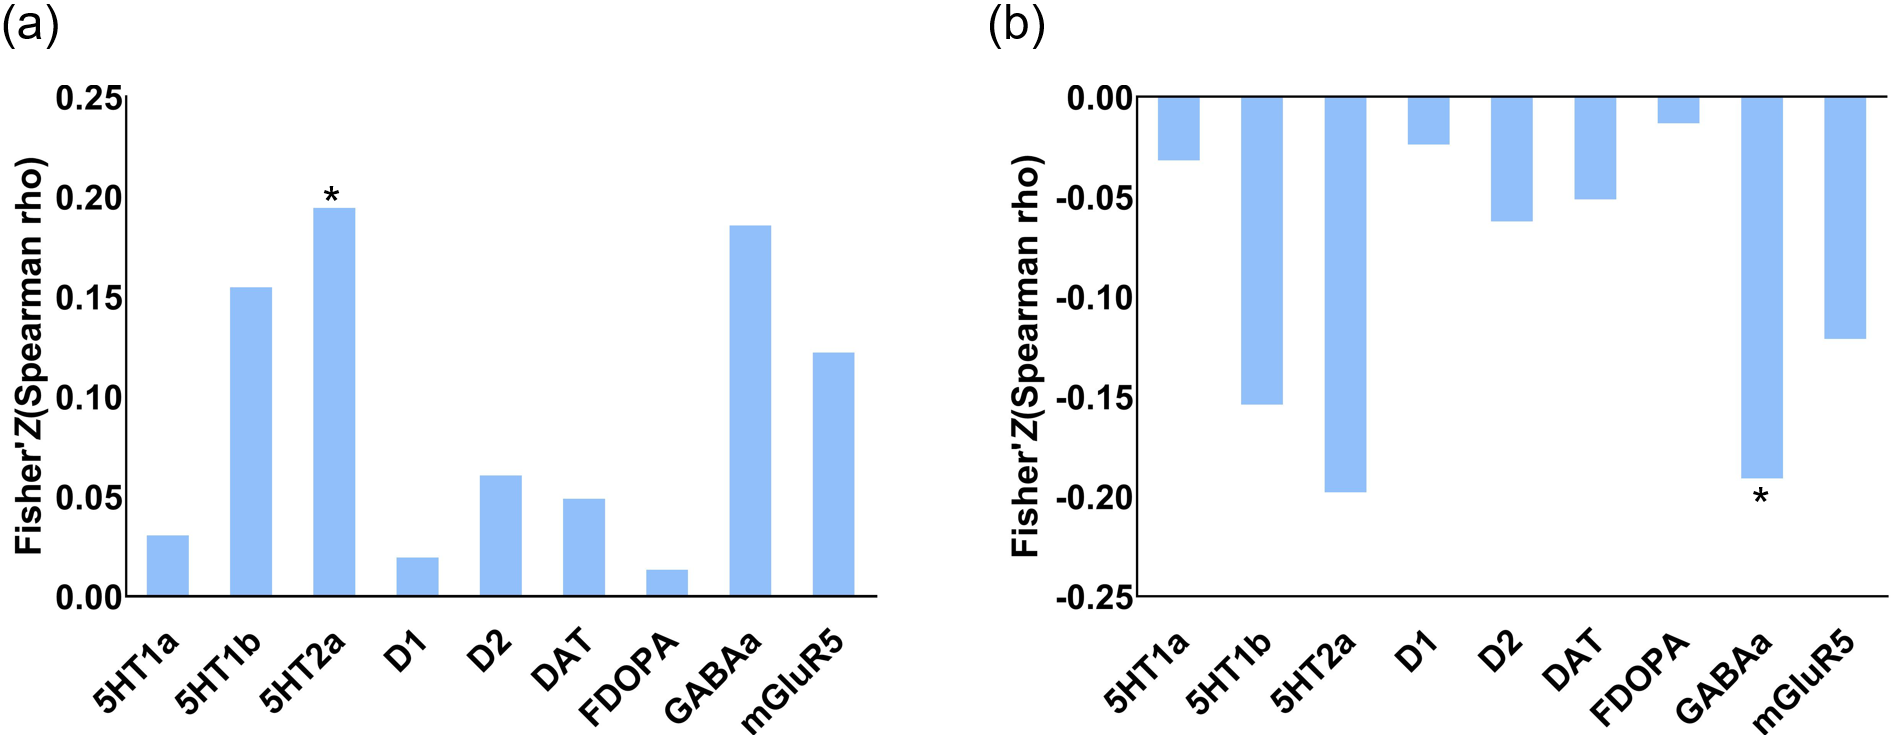 (a)
Fisher'Z(Spearman rho)
0.25
0.20
0.15
0.10
0.05
0.00
*
5HT1a
5HT1b
5HT2a
D1
D2
DAT
FDOPA
GABAa
mGluR5
(b)
Fisher'Z(Spearman rho)
0.00
-0.05
-0.10
-0.15
-0.20
-0.25
*
5HT1a
5HT1b
5HT2a
D1
D2
DAT
FDOPA
GABAa
mGluR5